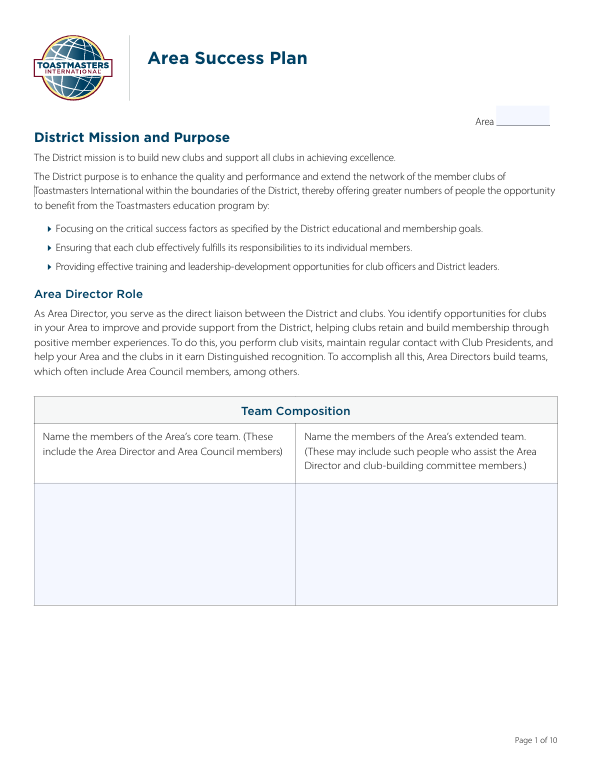 TOASTMASTERS
INTERNATIONAL
Area Success Plan
Area
District Mission and Purpose
The District mission is to build new clubs and support all clubs in achieving excellence.
The District purpose is to enhance the quality and performance and extend the network of the member clubs of
Toastmasters International within the boundaries of the District, thereby offering greater numbers of people the opportunity
to benefit from the Toastmasters education program by:
Focusing on the critical success factors as specified by the District educational and membership goals.
Ensuring that each club effectively fulfills its responsibilities to its individual members.
Providing effective training and leadership-development opportunities for club officers and District leaders.
Area Director Role
As Area Director, you serve as the direct liaison between the District and clubs. You identify opportunities for clubs
in your Area to improve and provide support from the District, helping clubs retain and build membership through
positive member experiences. To do this, you perform club visits, maintain regular contact with Club Presidents, and
help your Area and the clubs in it earn Distinguished recognition. To accomplish all this, Area Directors build teams,
which often include Area Council members, among others.
Team Composition
Name the members of the Area's core team. (These
include the Area Director and Area Council members)
Name the members of the Area's extended team.
(These may include such people who assist the Area
Director and club-building committee members.)
Page 1 of 10